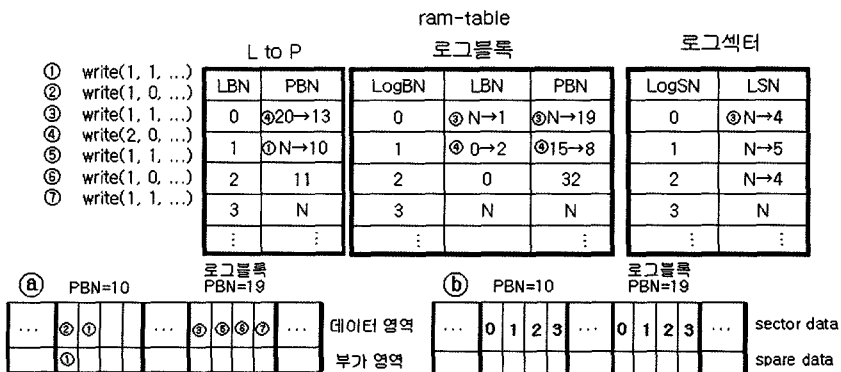 ram-table
L to P 로그블록 로그섹터
① write(1, 1, ...)
② write(1, 0, ...)
③ write(1, 1, ...)
④ write(2, 0, ...)
⑤ write(1, 1, ...)
⑥ write(1, 0, ...)
⑦ write(1, 1, ...)
LBN PBN LogBN LBN PBN LogSN LSN
0 ④20→13 0 ③N→1 ③N→19 0 ③N→4
1 ①N→10 1 ④0→2 ④15→8 1 N→5
2 11 2 0 32 2 N→4
3 N 3 N N 3 N
⋮ ⋮ ⋮ ⋮ ⋮ ⋮ ⋮
ⓐ PBN=10 로그블록 PBN=19 ⓑ PBN=10 로그블록 PBN=19
... ② ① ... ③ ⑤ ⑥ ⑦ ... 데이터 영역 ... 0 1 2 3 ... 0 1 2 3 ... sector data
① 부가 영역 spare data